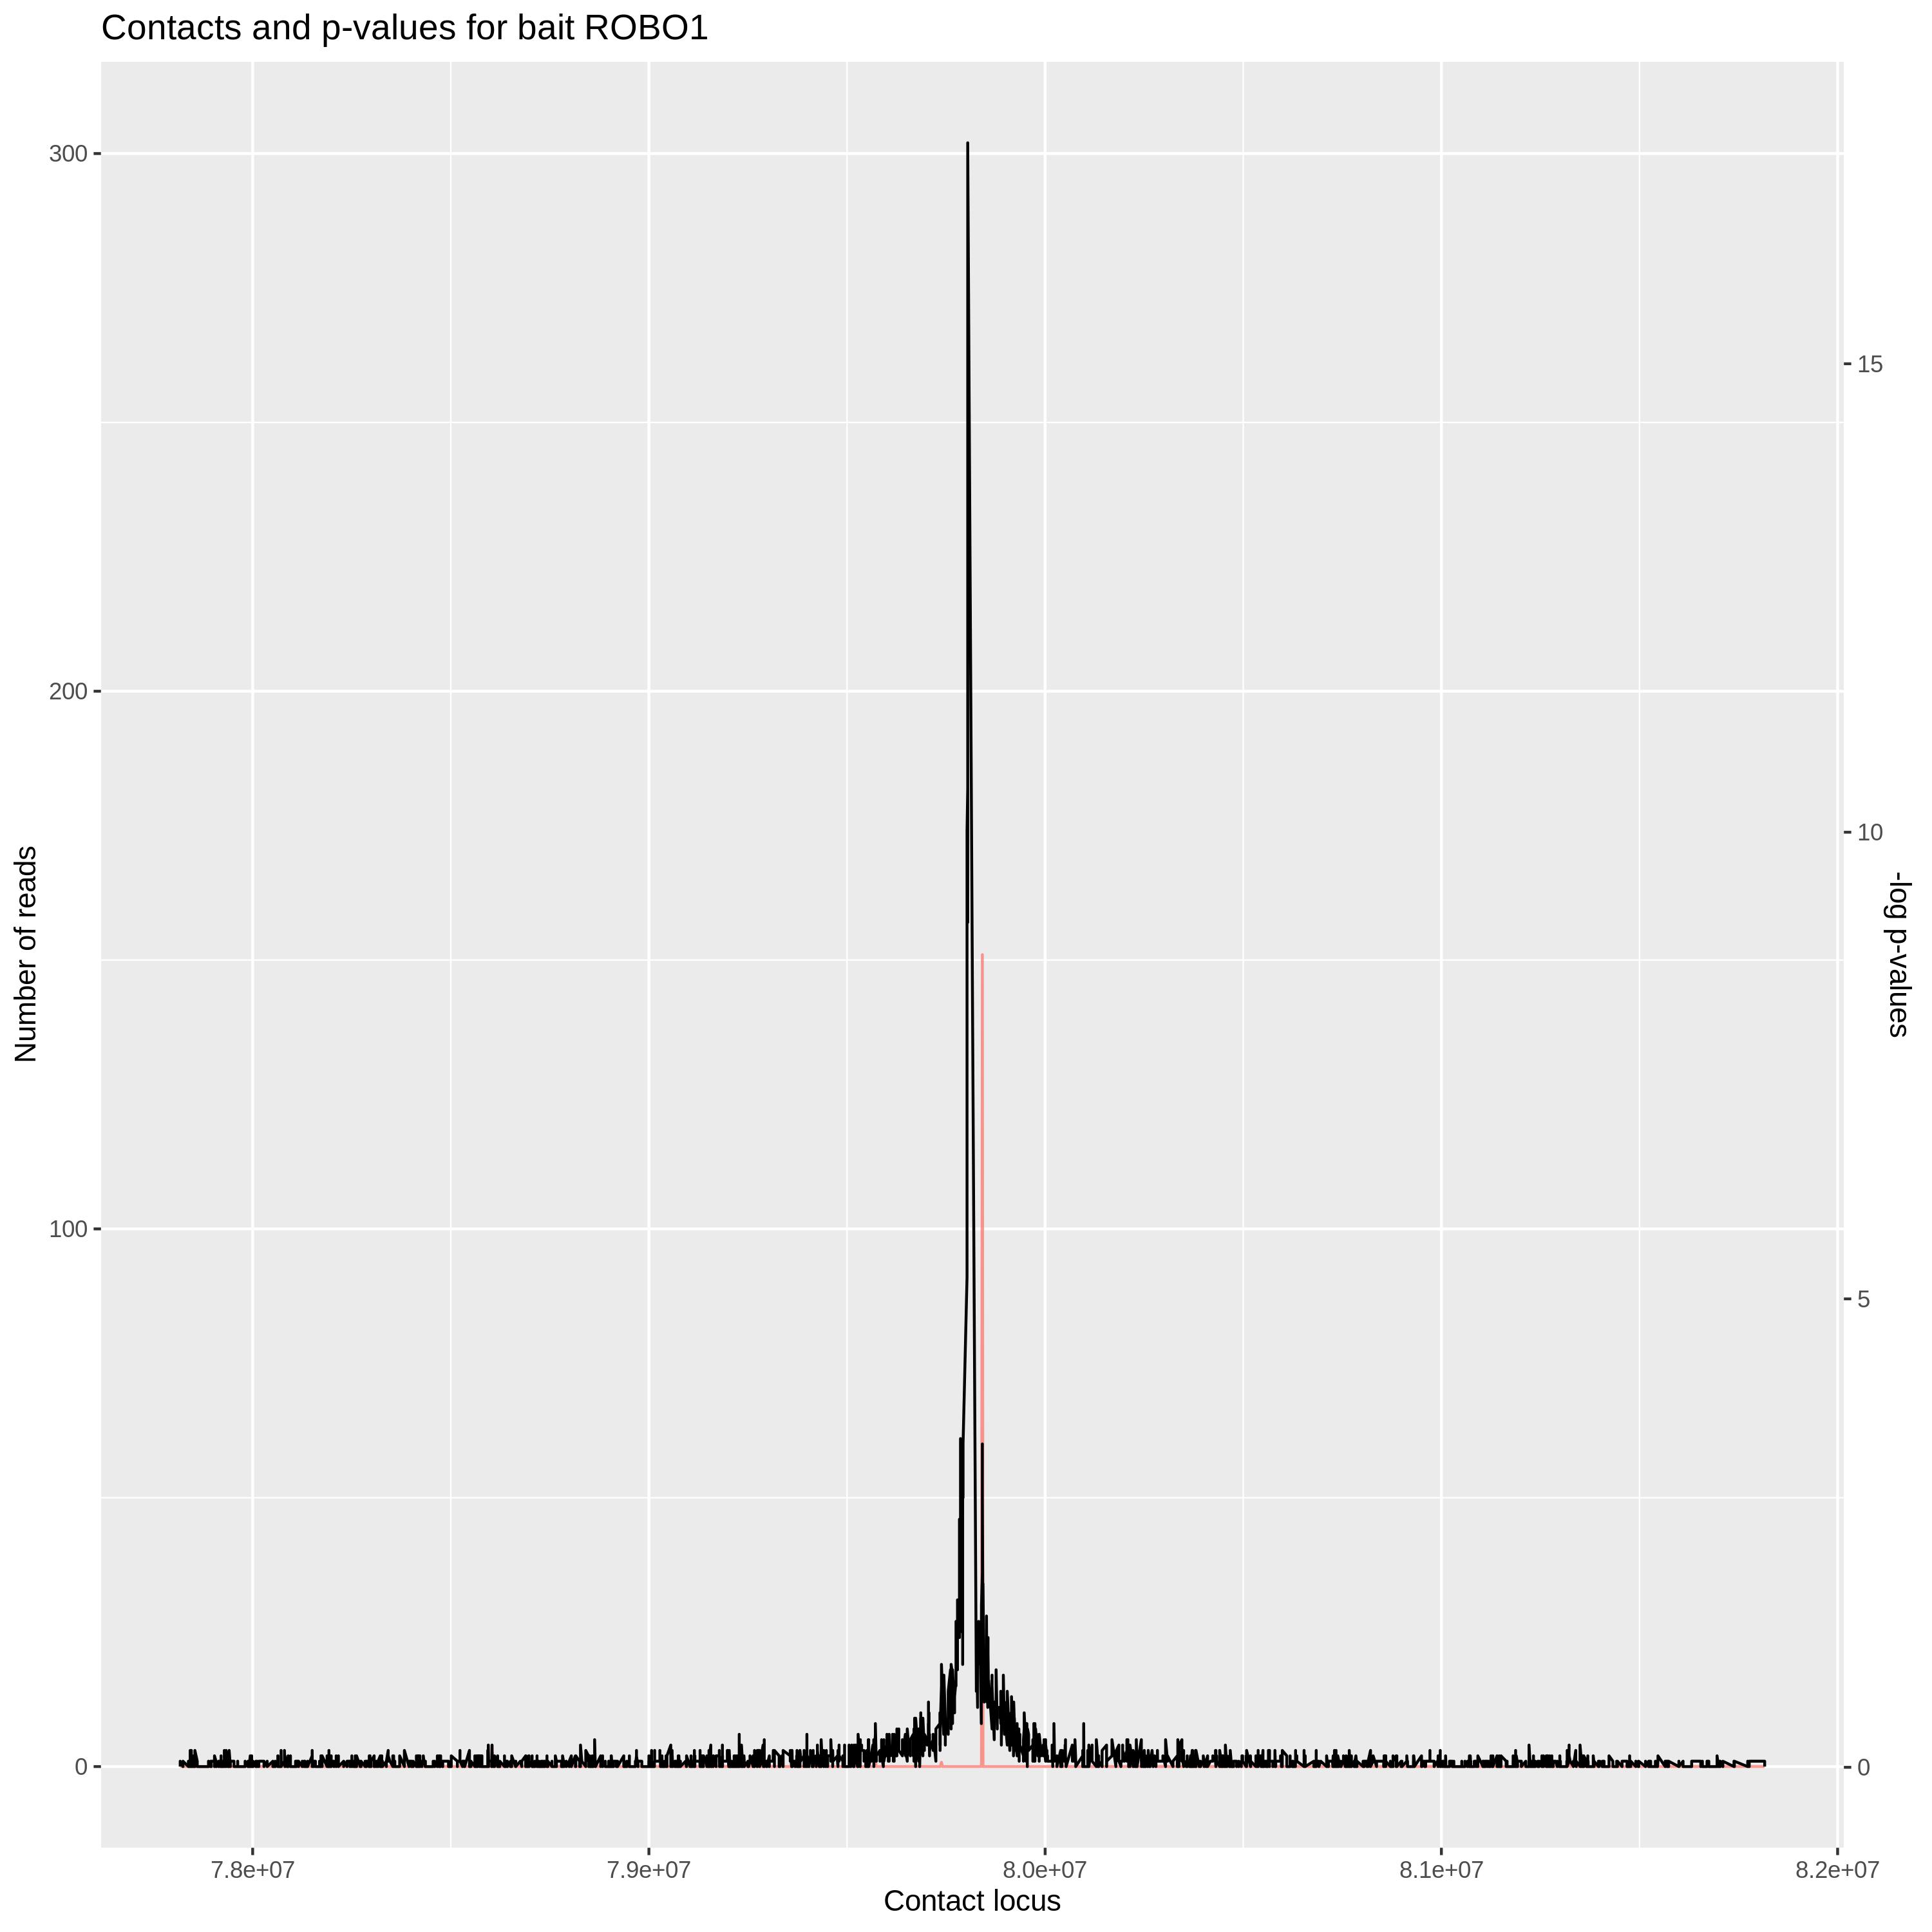 Contacts and p-values for bait ROBO1
300
200
100
0
Number of reads
15
10
5
0
-log p-values
7.8e+07 7.9e+07 8.0e+07 8.1e+07 8.2e+07
Contact locus